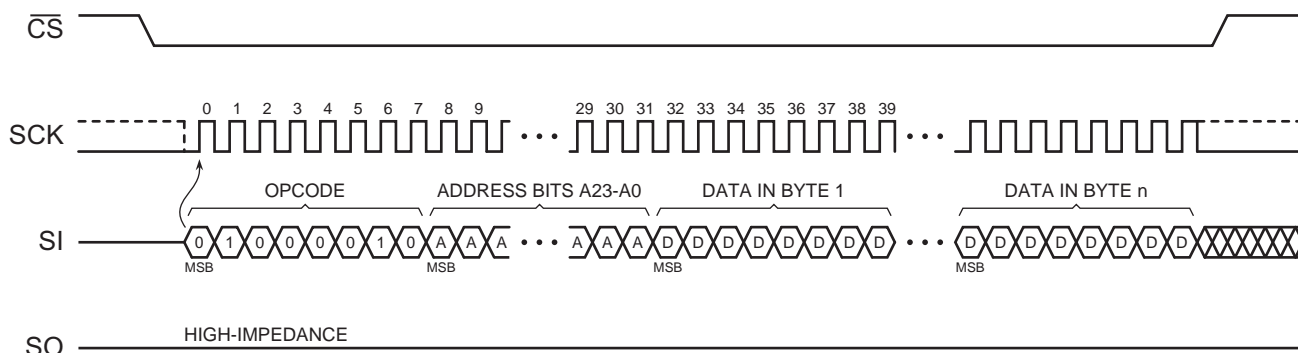 CS
0 1 2 3 4 5 6 7 8 9 29 30 31 32 33 34 35 36 37 38 39
SCK
OPCODE ADDRESS BITS A23-A0 DATA IN BYTE 1 DATA IN BYTE n
SI 0 1 0 0 0 0 1 0 A A A A A A D D D D D D D D D D D D D D D D
MSB MSB MSB MSB
HIGH-IMPEDANCE
SO